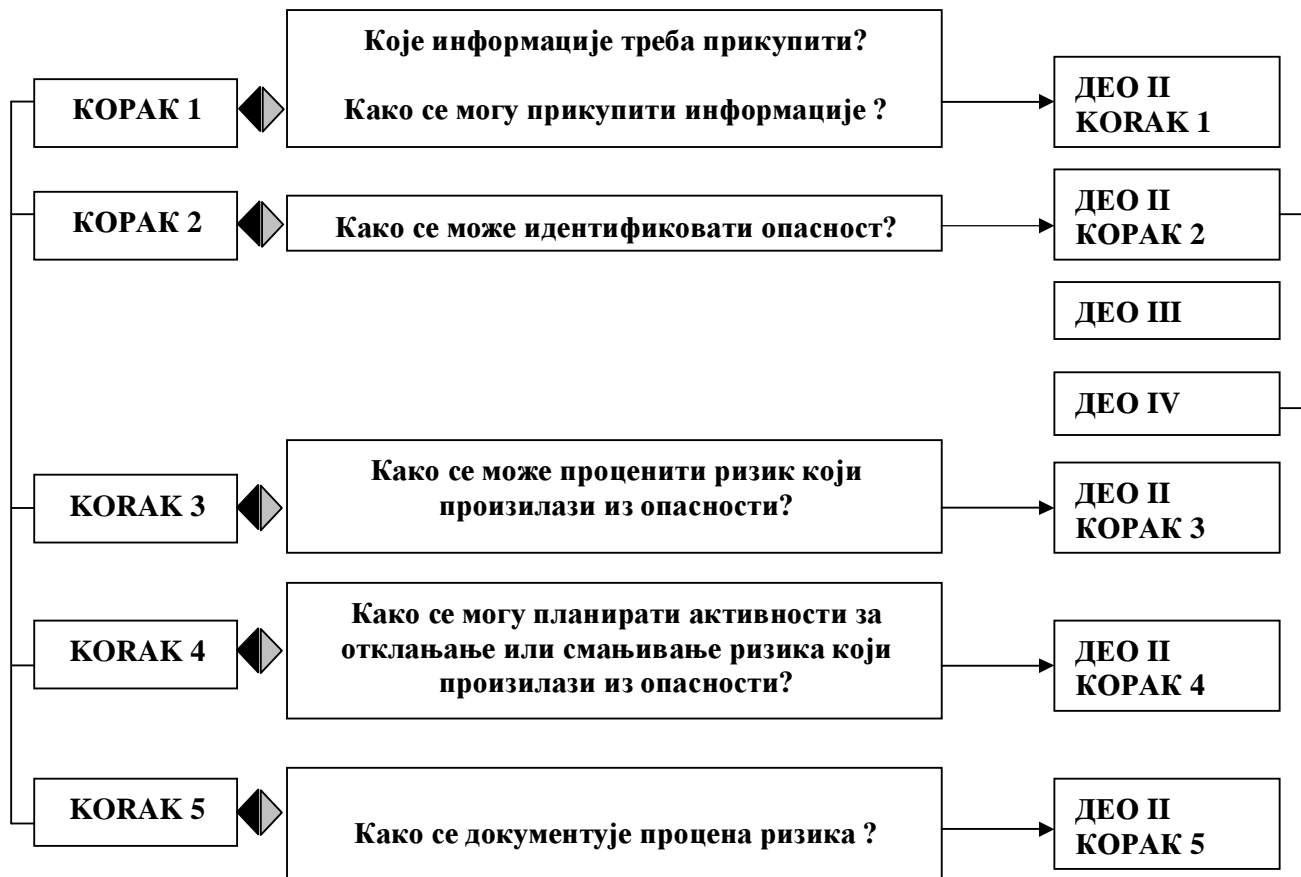 КОРАК 1
Које информације треба прикупити?
Како се могу прикупити информације ?
ДЕО II
KORAK 1
КОРАК 2
Како се може идентификовати опасност?
ДЕО II
КОРАК 2
ДЕО III
ДЕО IV
KORAK 3
Како се може проценити ризик који
произилази из опасности?
ДЕО II
КОРАК 3
KORAK 4
Како се могу планирати активности за
отклањање или смањивање ризика који
произилази из опасности?
ДЕО II
КОРАК 4
KORAK 5
Како се документује процена ризика ?
ДЕО II
КОРАК 5